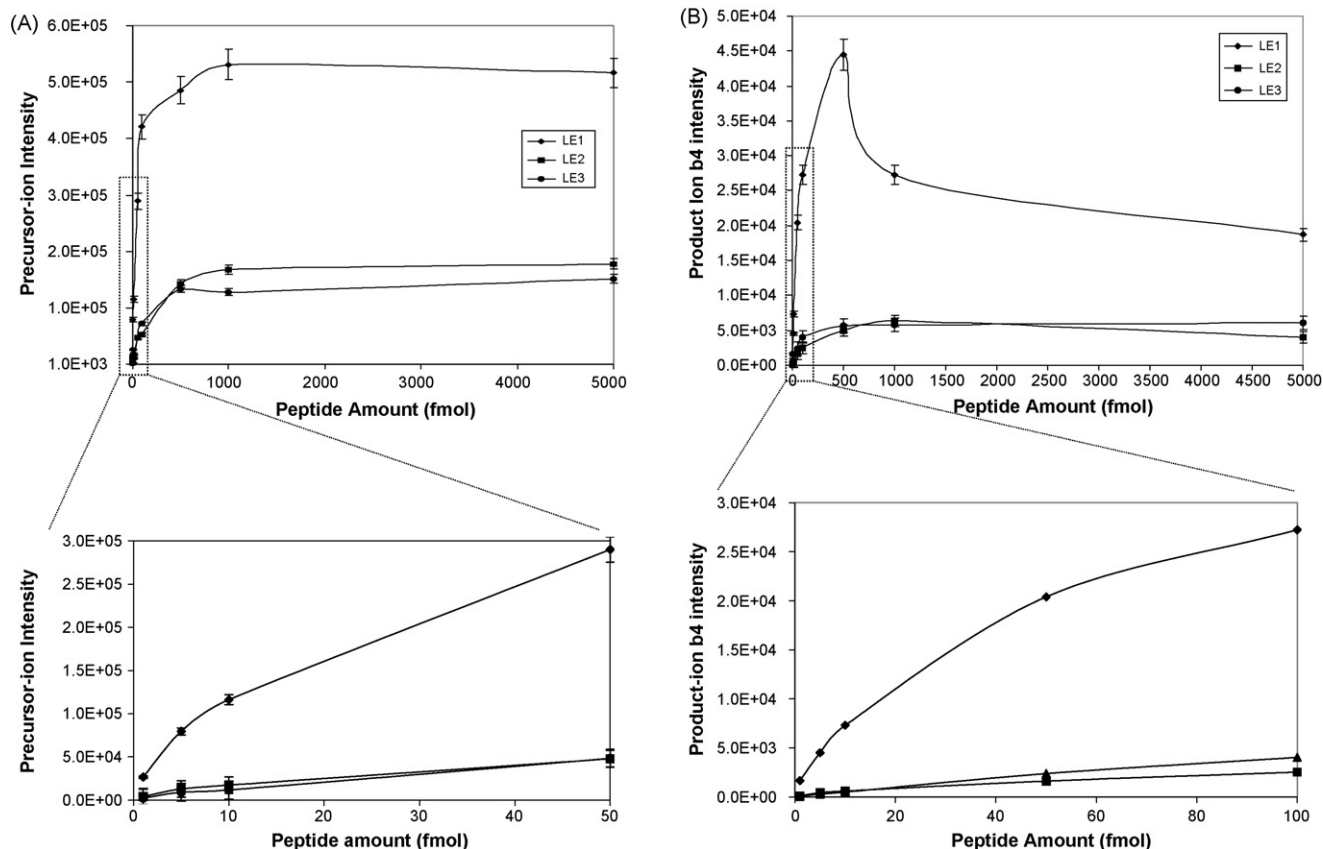 (A)
6.0E+05
5.0E+05
4.0E+05
3.0E+05
2.0E+05
1.0E+05
1.0E+03
Precursor-ion Intensity
LE1
LE2
LE3
0 1000 2000 3000 4000 5000
Peptide Amount (fmol)
3.0E+05
2.5E+05
2.0E+05
1.5E+05
1.0E+05
5.0E+04
0.0E+00
Precursor-ion Intensity
0 10 20 30 40 50
Peptide amount (fmol)
(B)
5.0E+04
4.5E+04
4.0E+04
3.5E+04
3.0E+04
2.5E+04
2.0E+04
1.5E+04
1.0E+04
5.0E+03
0.0E+00
Product Ion b4 intensity
LE1
LE2
LE3
0 500 1000 1500 2000 2500 3000 3500 4000 4500 5000
Peptide Amount (fmol)
3.0E+04
2.5E+04
2.0E+04
1.5E+04
1.0E+04
5.0E+03
0.0E+00
Product-ion b4 intensity
0 20 40 60 80 100
Peptide Amount (fmol)